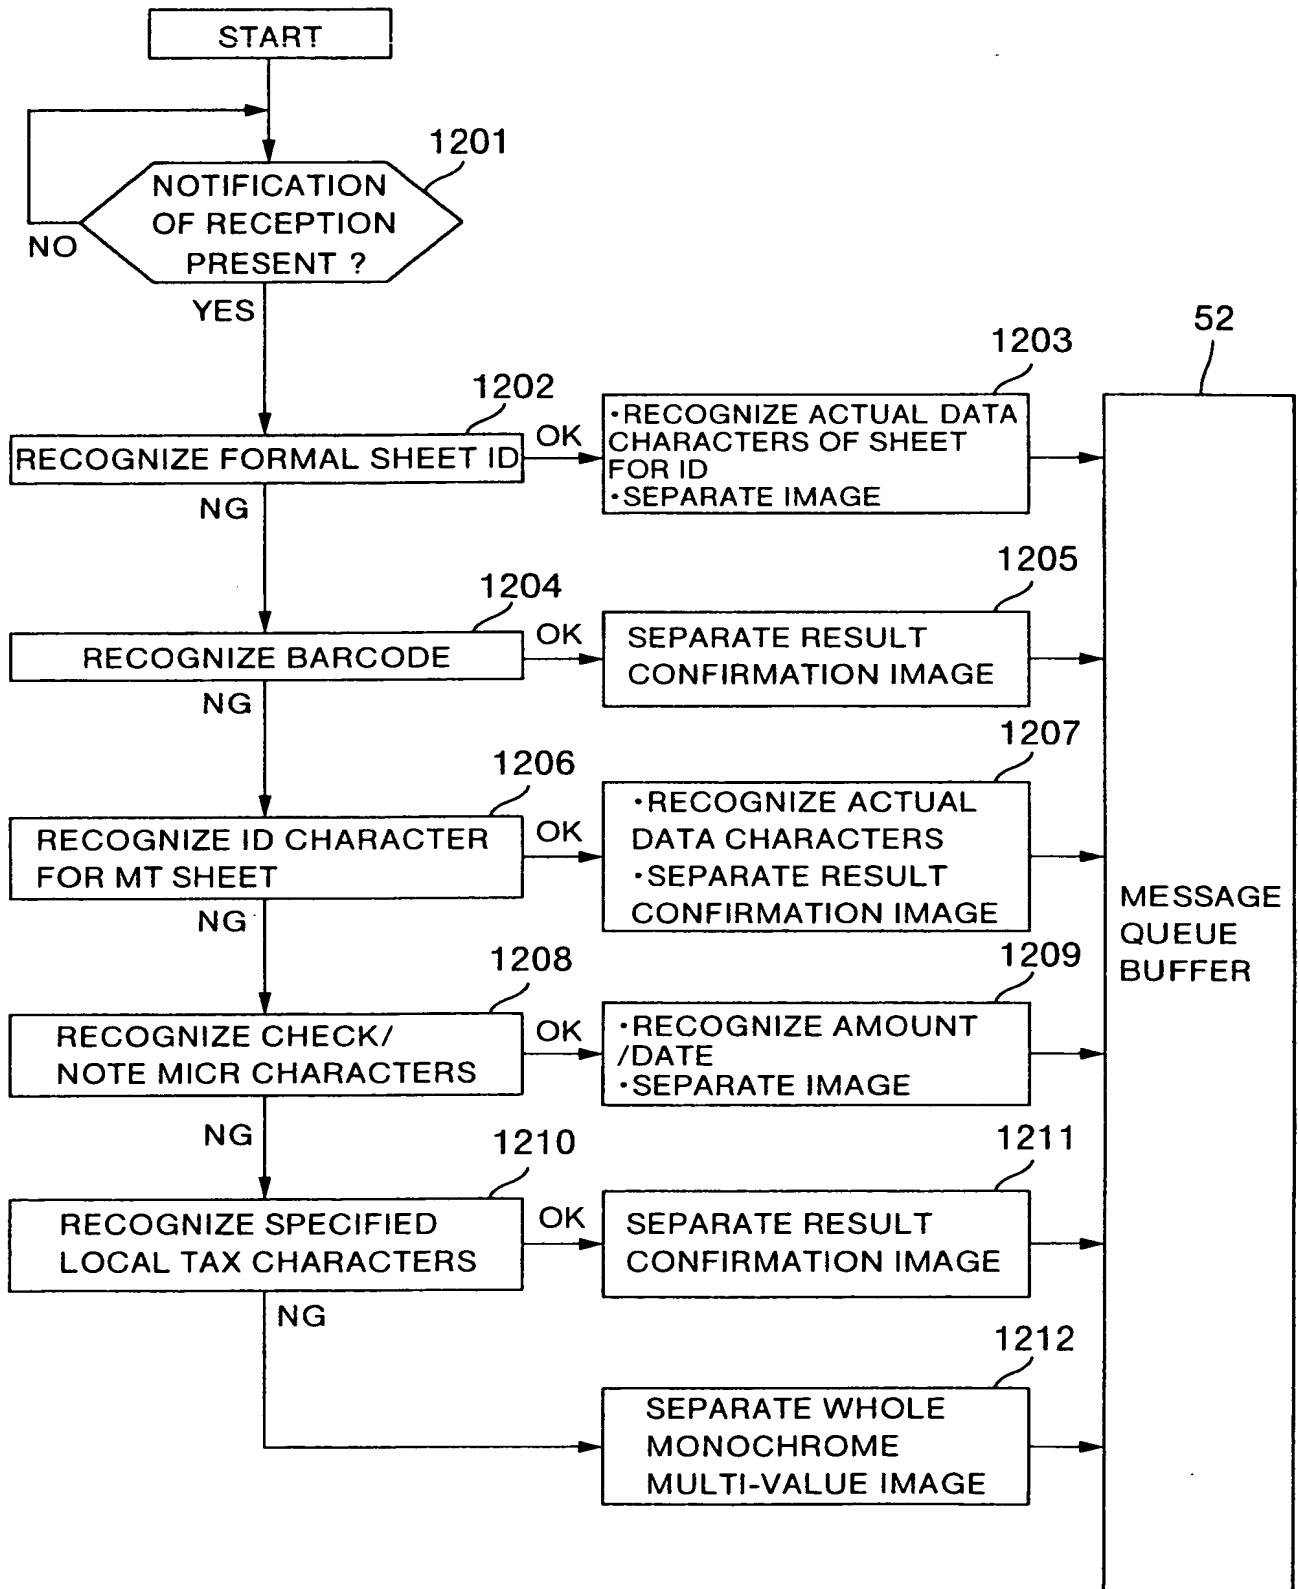 START
1201
NOTIFICATION
OF RECEPTION
PRESENT ?
NO
YES
52
1203
1202
OK
•RECOGNIZE ACTUAL DATA
CHARACTERS OF SHEET
FOR ID
•SEPARATE IMAGE
RECOGNIZE FORMAL SHEET ID
NG
1205
1204
OK
SEPARATE RESULT
CONFIRMATION IMAGE
RECOGNIZE BARCODE
NG
1207
1206
OK
•RECOGNIZE ACTUAL
DATA CHARACTERS
•SEPARATE RESULT
CONFIRMATION IMAGE
RECOGNIZE ID CHARACTER
FOR MT SHEET
NG
MESSAGE
QUEUE
BUFFER
1209
1208
OK
•RECOGNIZE AMOUNT
/DATE
•SEPARATE IMAGE
RECOGNIZE CHECK/
NOTE MICR CHARACTERS
NG
1211
1210
OK
SEPARATE RESULT
CONFIRMATION IMAGE
RECOGNIZE SPECIFIED
LOCAL TAX CHARACTERS
NG
1212
SEPARATE WHOLE
MONOCHROME
MULTI-VALUE IMAGE